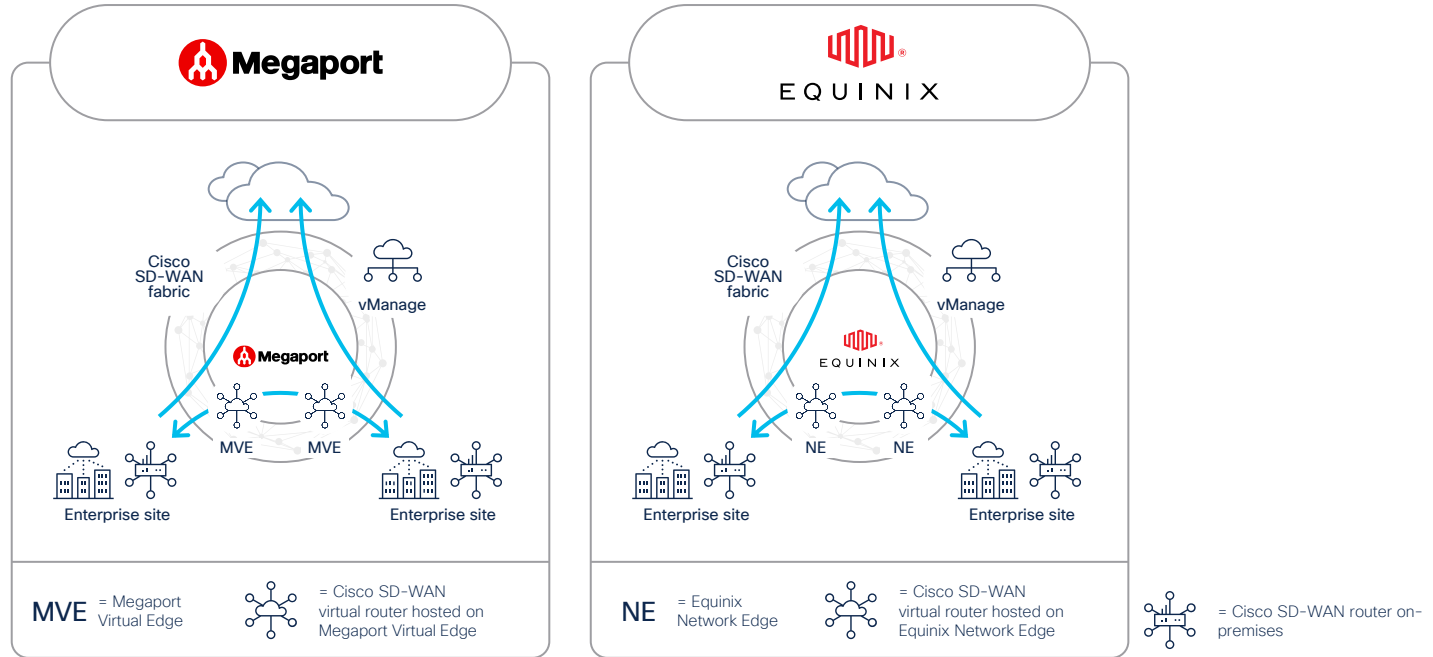 Megaport
Cisco
SD-WAN
fabric
vManage
Megaport
MVE
MVE
Enterprise site
Enterprise site
MVE
= Megaport
Virtual Edge
= Cisco SD-WAN
virtual router hosted on
Megaport Virtual Edge
EQUINIX
®
Cisco
SD-WAN
fabric
vManage
EQUINIX
NE
NE
Enterprise site
Enterprise site
NE
= Equinix
Network Edge
= Cisco SD-WAN
virtual router hosted on
Equinix Network Edge
= Cisco SD-WAN router on-
premises